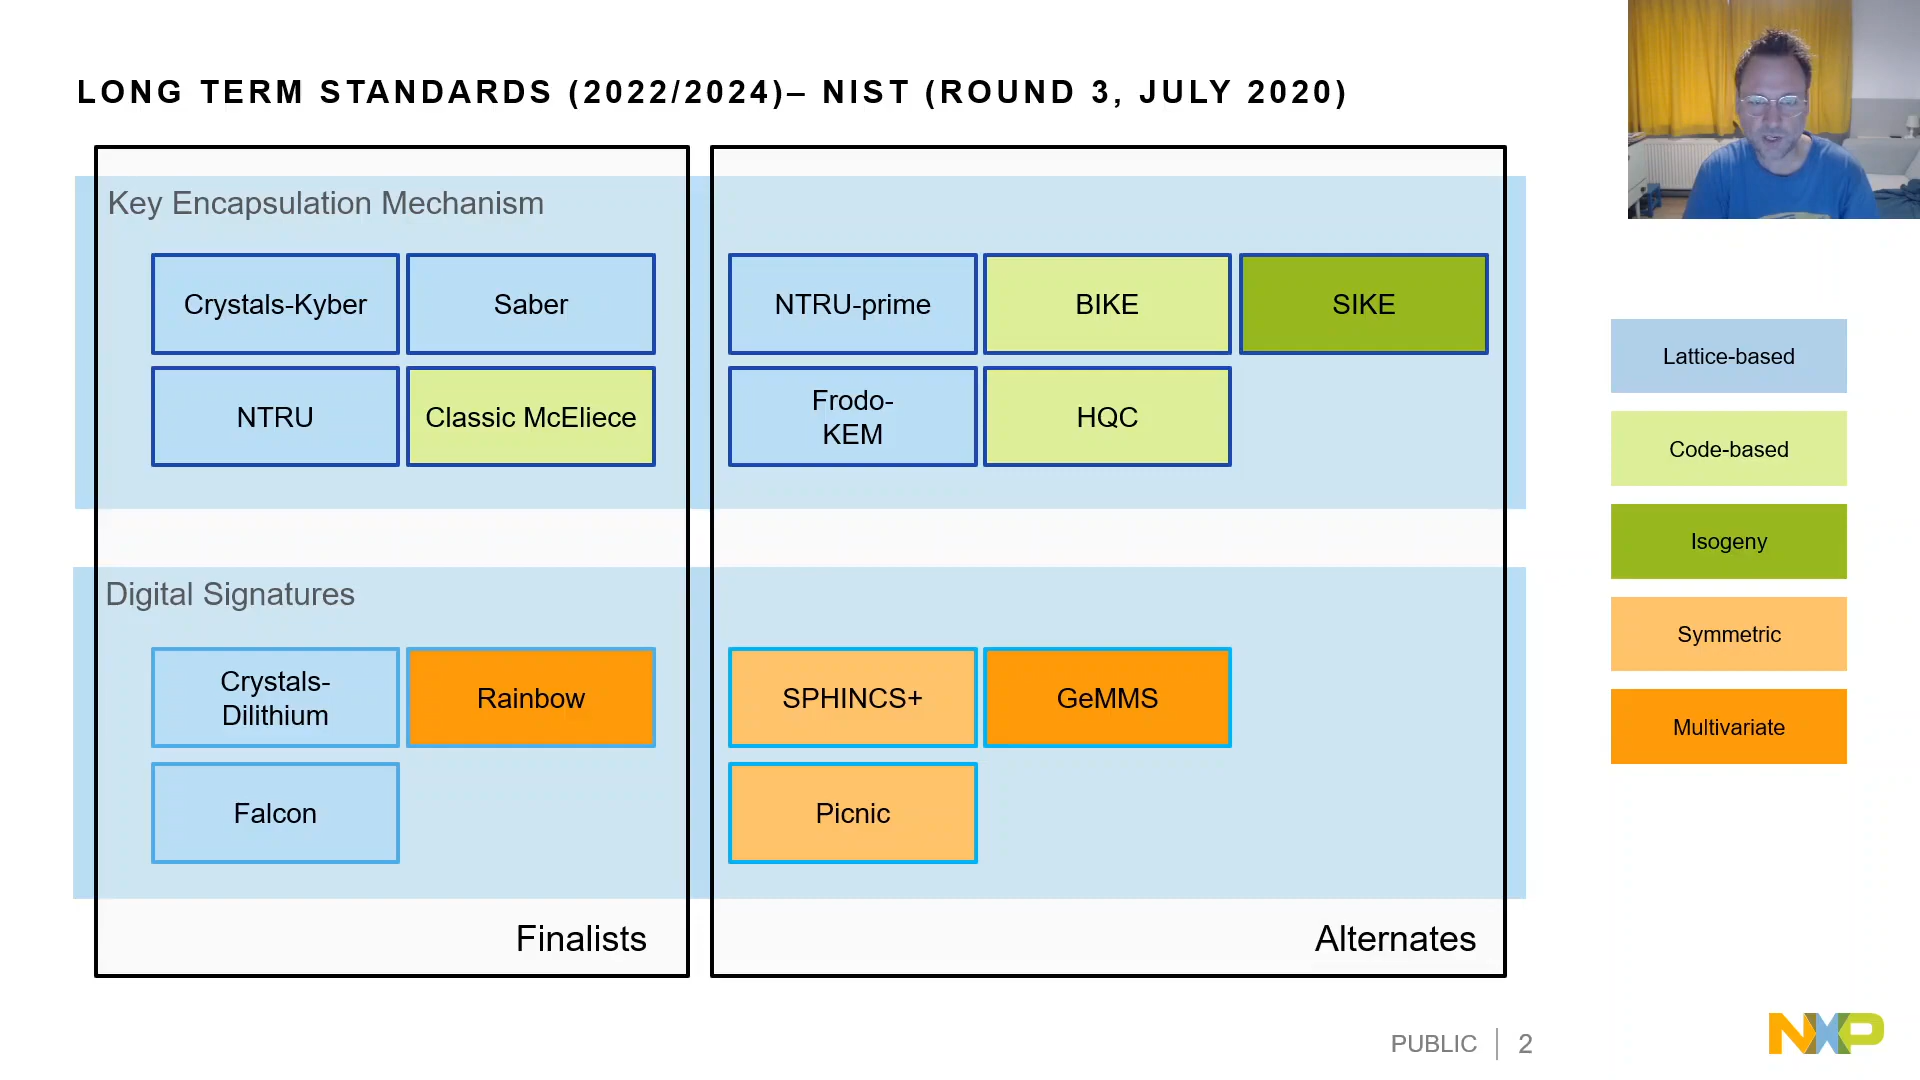 LONG TERM STANDARDS (2022/2024)– NIST (ROUND 3, JULY 2020)
Key Encapsulation Mechanism
Crystals-Kyber
Saber
NTRU-prime
BIKE
SIKE
NTRU
Classic McEliece
Frodo-
KEM
HQC
Digital Signatures
Crystals-
Dilithium
Rainbow
SPHINCS+
GeMMS
Falcon
Picnic
Finalists
Alternates
Lattice-based
Code-based
Isogeny
Symmetric
Multivariate
PUBLIC
2
NXP